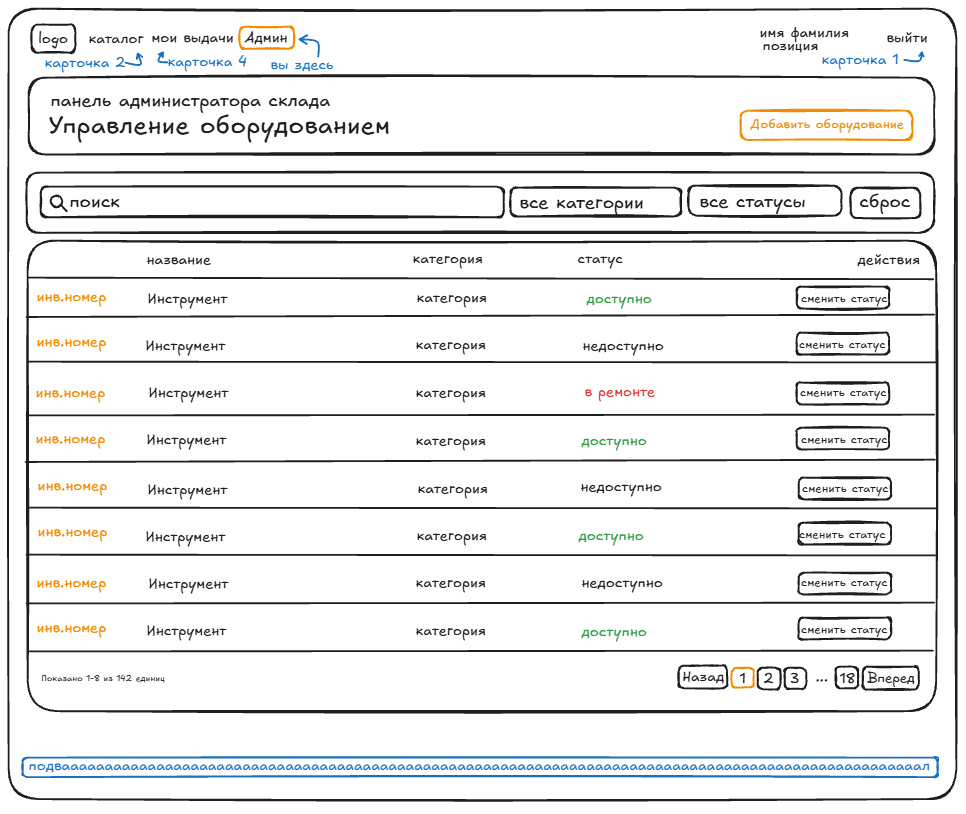 logo каталог мои выдачи Админ имя фамилия выйти
позиция
карточка 2 карточка 4 вы здесь карточка 1
панель администратора склада
Управление оборудованием
Добавить оборудование
поиск все категории все статусы сброс
название категория статус действия
инв.номер Инструмент категория доступно сменить статус
инв.номер Инструмент категория недоступно сменить статус
инв.номер Инструмент категория в ремонте сменить статус
инв.номер Инструмент категория доступно сменить статус
инв.номер Инструмент категория недоступно сменить статус
инв.номер Инструмент категория доступно сменить статус
инв.номер Инструмент категория недоступно сменить статус
инв.номер Инструмент категория доступно сменить статус
Показано 1-8 из 142 единиц Назад 1 2 3 ... 18 Вперед
подваааааааааааааааааааааааааааааааааааааааааааааааааааааааааааааааааааааааааааааааааааааааааааааааал